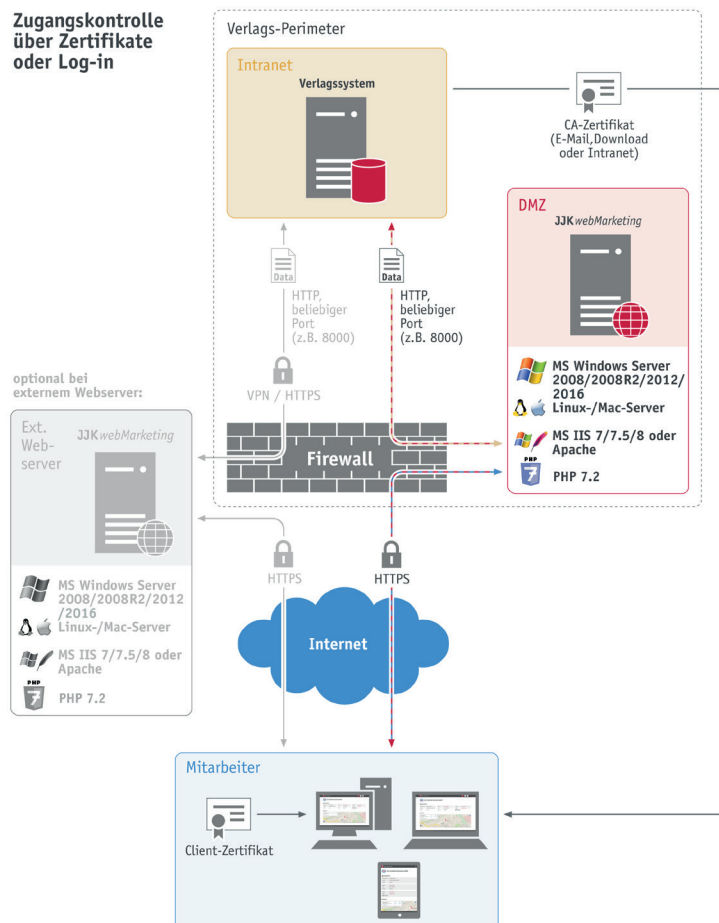 Zugangskontrolle
über Zertifikate
oder Log-in
Verlags-Perimeter
Intranet
Verlagssystem
CA-Zertifikat
(E-Mail,Download
oder Intranet)
DMZ
JJK webMarketing
Data
HTTP,
beliebiger
Port
(z.B. 8000)
VPN / HTTPS
Data
HTTP,
beliebiger
Port
(z.B. 8000)
MS Windows Server
2008/2008R2/2012/
2016
Linux-/Mac-Server
MS IIS 7/7.5/8 oder
Apache
PHP
7
PHP 7.2
optional bei
externem Webserver:
Ext.
Web-
server
JJK webMarketing
Firewall
MS Windows Server
2008/2008R2/2012
/2016
Linux-/Mac-Server
MS IIS 7/7.5/8 oder
Apache
PHP
7
PHP 7.2
HTTPS
HTTPS
Internet
Mitarbeiter
Client-Zertifikat